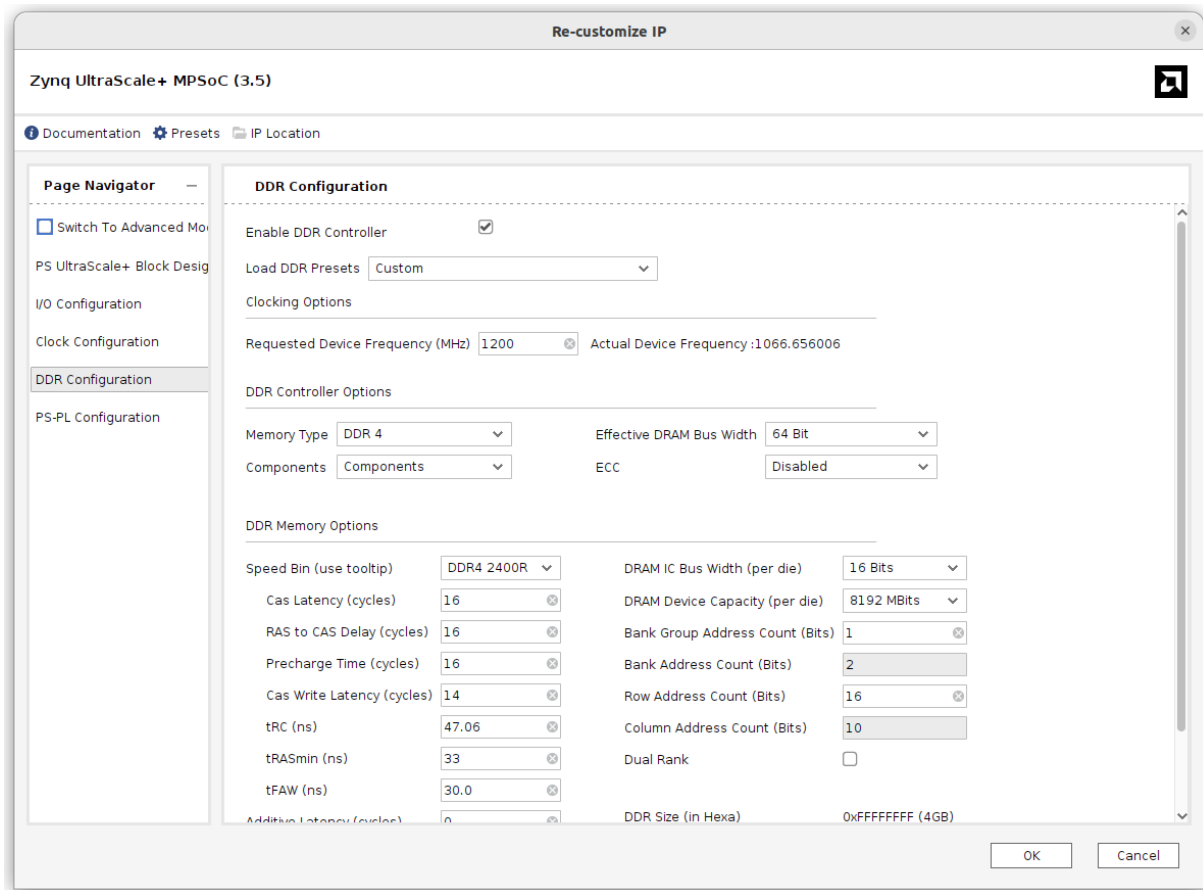 Re-customize IP
Zynq UltraScale+ MPSoC (3.5)
Documentation Presets IP Location
Page Navigator
Switch To Advanced Mo
PS UltraScale+ Block Desig
I/O Configuration
Clock Configuration
DDR Configuration
PS-PL Configuration
DDR Configuration
Enable DDR Controller
Load DDR Presets Custom
Clocking Options
Requested Device Frequency (MHz) 1200 Actual Device Frequency :1066.656006
DDR Controller Options
Memory Type DDR 4 Effective DRAM Bus Width 64 Bit
Components Components ECC Disabled
DDR Memory Options
Speed Bin (use tooltip) DDR4 2400R DRAM IC Bus Width (per die) 16 Bits
Cas Latency (cycles) 16 DRAM Device Capacity (per die) 8192 MBits
RAS to CAS Delay (cycles) 16 Bank Group Address Count (Bits) 1
Precharge Time (cycles) 16 Bank Address Count (Bits) 2
Cas Write Latency (cycles) 14 Row Address Count (Bits) 16
tRC (ns) 47.06 Column Address Count (Bits) 10
tRASmin (ns) 33 Dual Rank
tFAW (ns) 30.0
Additive Latency (cycles) 0 DDR Size (in Hexa) 0xFFFFFFFF (4GB)
OK Cancel